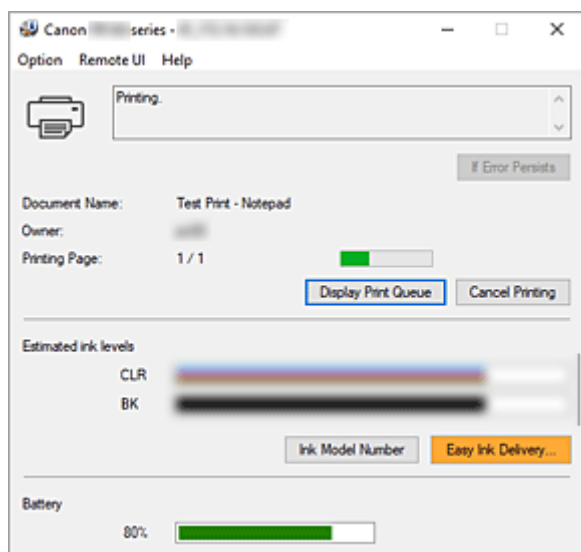 Canon series -
Option Remote UI Help
Printing.
If Error Persists
Document Name: Test Print - Notepad
Owner:
Printing Page: 1 / 1
Display Print Queue Cancel Printing
Estimated ink levels
CLR
BK
Ink Model Number Easy Ink Delivery...
Battery
80%